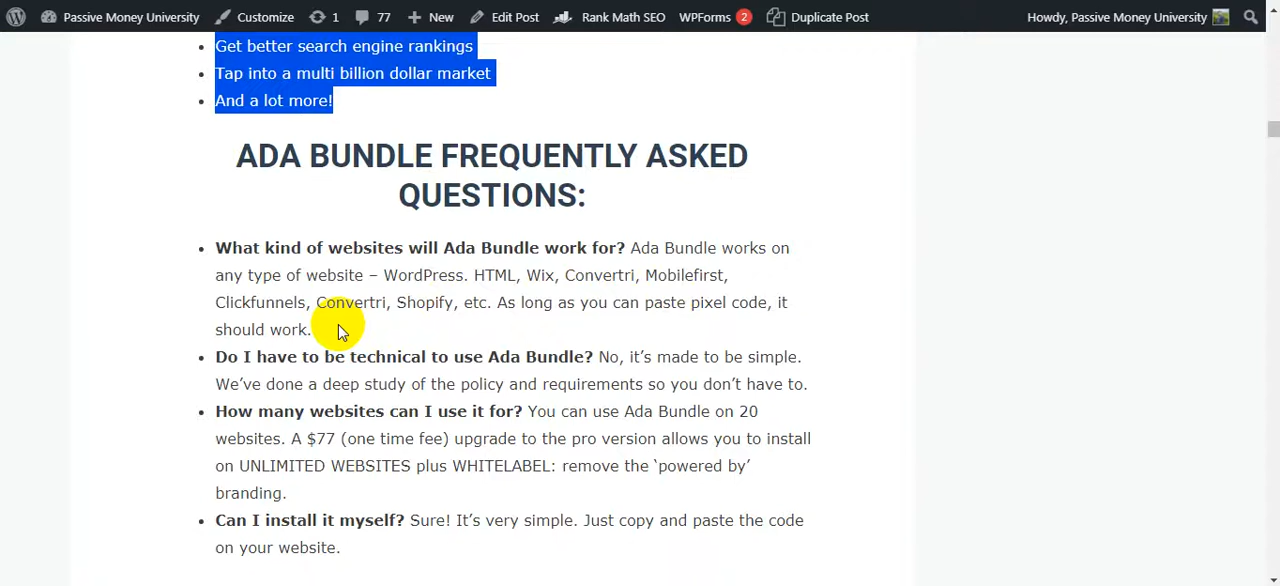 Passive Money University Customize 1 77 New Edit Post Rank Math SEO WPForms 2 Duplicate Post Howdy, Passive Money University
Get better search engine rankings
Tap into a multi billion dollar market
And a lot more!
ADA BUNDLE FREQUENTLY ASKED
QUESTIONS:
What kind of websites will Ada Bundle work for? Ada Bundle works on
any type of website – WordPress. HTML, Wix, Convertri, Mobilefirst,
Clickfunnels, Convertri, Shopify, etc. As long as you can paste pixel code, it
should work.
Do I have to be technical to use Ada Bundle? No, it’s made to be simple.
We’ve done a deep study of the policy and requirements so you don’t have to.
How many websites can I use it for? You can use Ada Bundle on 20
websites. A $77 (one time fee) upgrade to the pro version allows you to install
on UNLIMITED WEBSITES plus WHITELABEL: remove the ‘powered by’
branding.
Can I install it myself? Sure! It’s very simple. Just copy and paste the code
on your website.